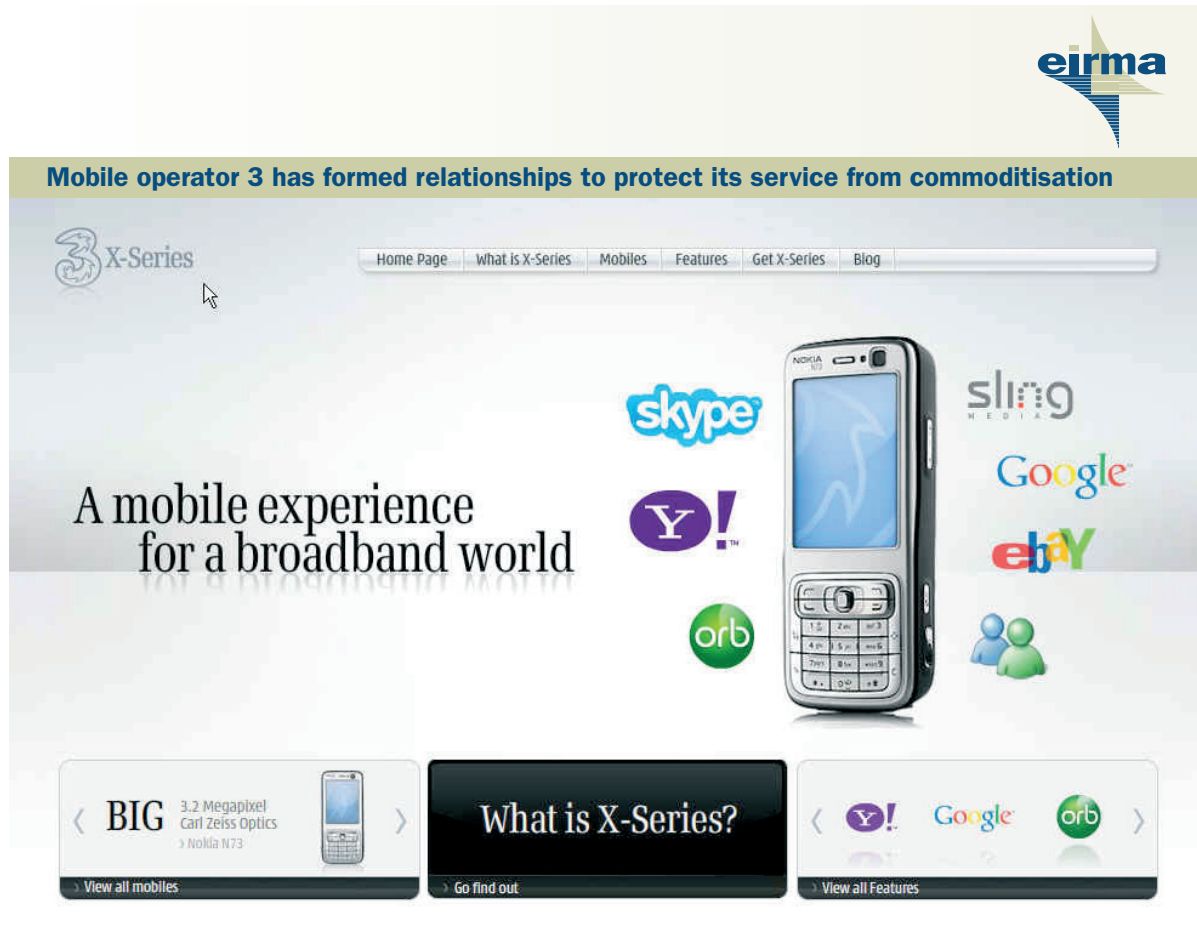 eirma
Mobile operator 3 has formed relationships to protect its service from commoditisation
3 X-Series
Home Page What is X-Series Mobiles Features Get X-Series Blog
NOKIA
N73
skype
sling
MEDIA
Google
Y!
ebaY
A mobile experience
for a broadband world
orb
BIG
3.2 Megapixel
Carl Zeiss Optics
› Nokia N73
What is X-Series?
Y! Google orb
› View all mobiles
› Go find out
› View all Features